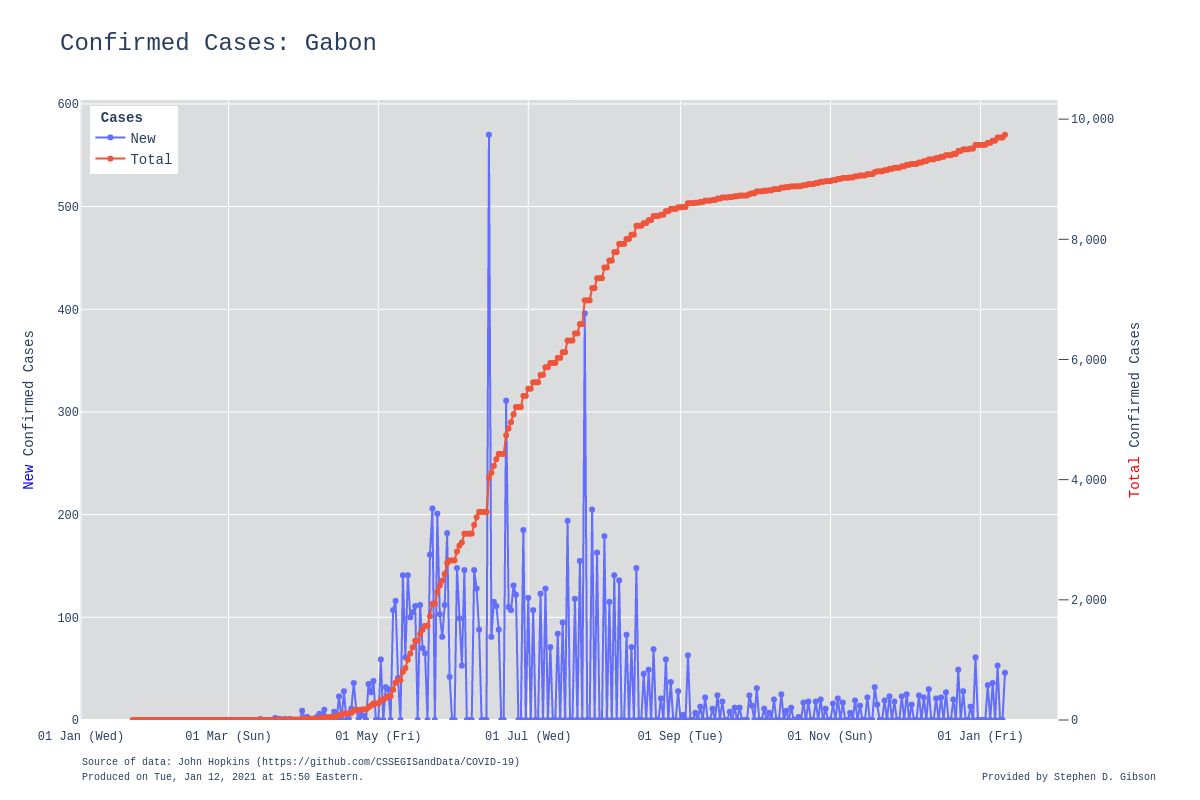 Confirmed Cases: Gabon
Cases
New
Total
600
500
400
300
200
100
0
10,000
8,000
6,000
4,000
2,000
0
New Confirmed Cases
Total Confirmed Cases
01 Jan (Wed)
01 Mar (Sun)
01 May (Fri)
01 Jul (Wed)
01 Sep (Tue)
01 Nov (Sun)
01 Jan (Fri)
Source of data: John Hopkins (https://github.com/CSSEGISandData/COVID-19)
Produced on Tue, Jan 12, 2021 at 15:50 Eastern.
Provided by Stephen D. Gibson